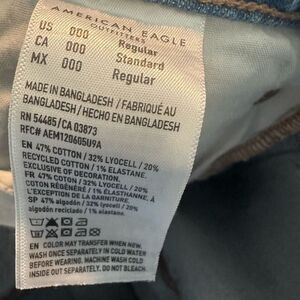 AMERICAN EAGLE
OUTFITTERS
US 000 Regular
CA 000 Standard
MX 000 Regular
MADE IN BANGLADESH / FABRIQUÉ AU
BANGLADESH / HECHO EN BANGLADESH
RN 54485/CA 03873
RFC# AEM120605U9A
EN 47% COTTON / 32% LYOCELL / 20%
RECYCLED COTTON / 1% ELASTANE.
EXCLUSIVE OF DECORATION.
FR 47% COTON / 32% LYOCELL / 20%
COTON RÉGÉNÉRÉ / 1% ÉLASTHANNE. À
L'EXCEPTION DE LA GARNITURE.
SP 47% algodón / 32% lyocell / 20%
algodón reciclado / 1% elastano.
EN COLOR MAY TRANSFER WHEN NEW.
WASH ONCE SEPARATELY IN COLD WATER
BEFORE WEARING. MACHINE WASH COLD
INSIDE OUT SEPARATELY. DO NOT BLEACH.